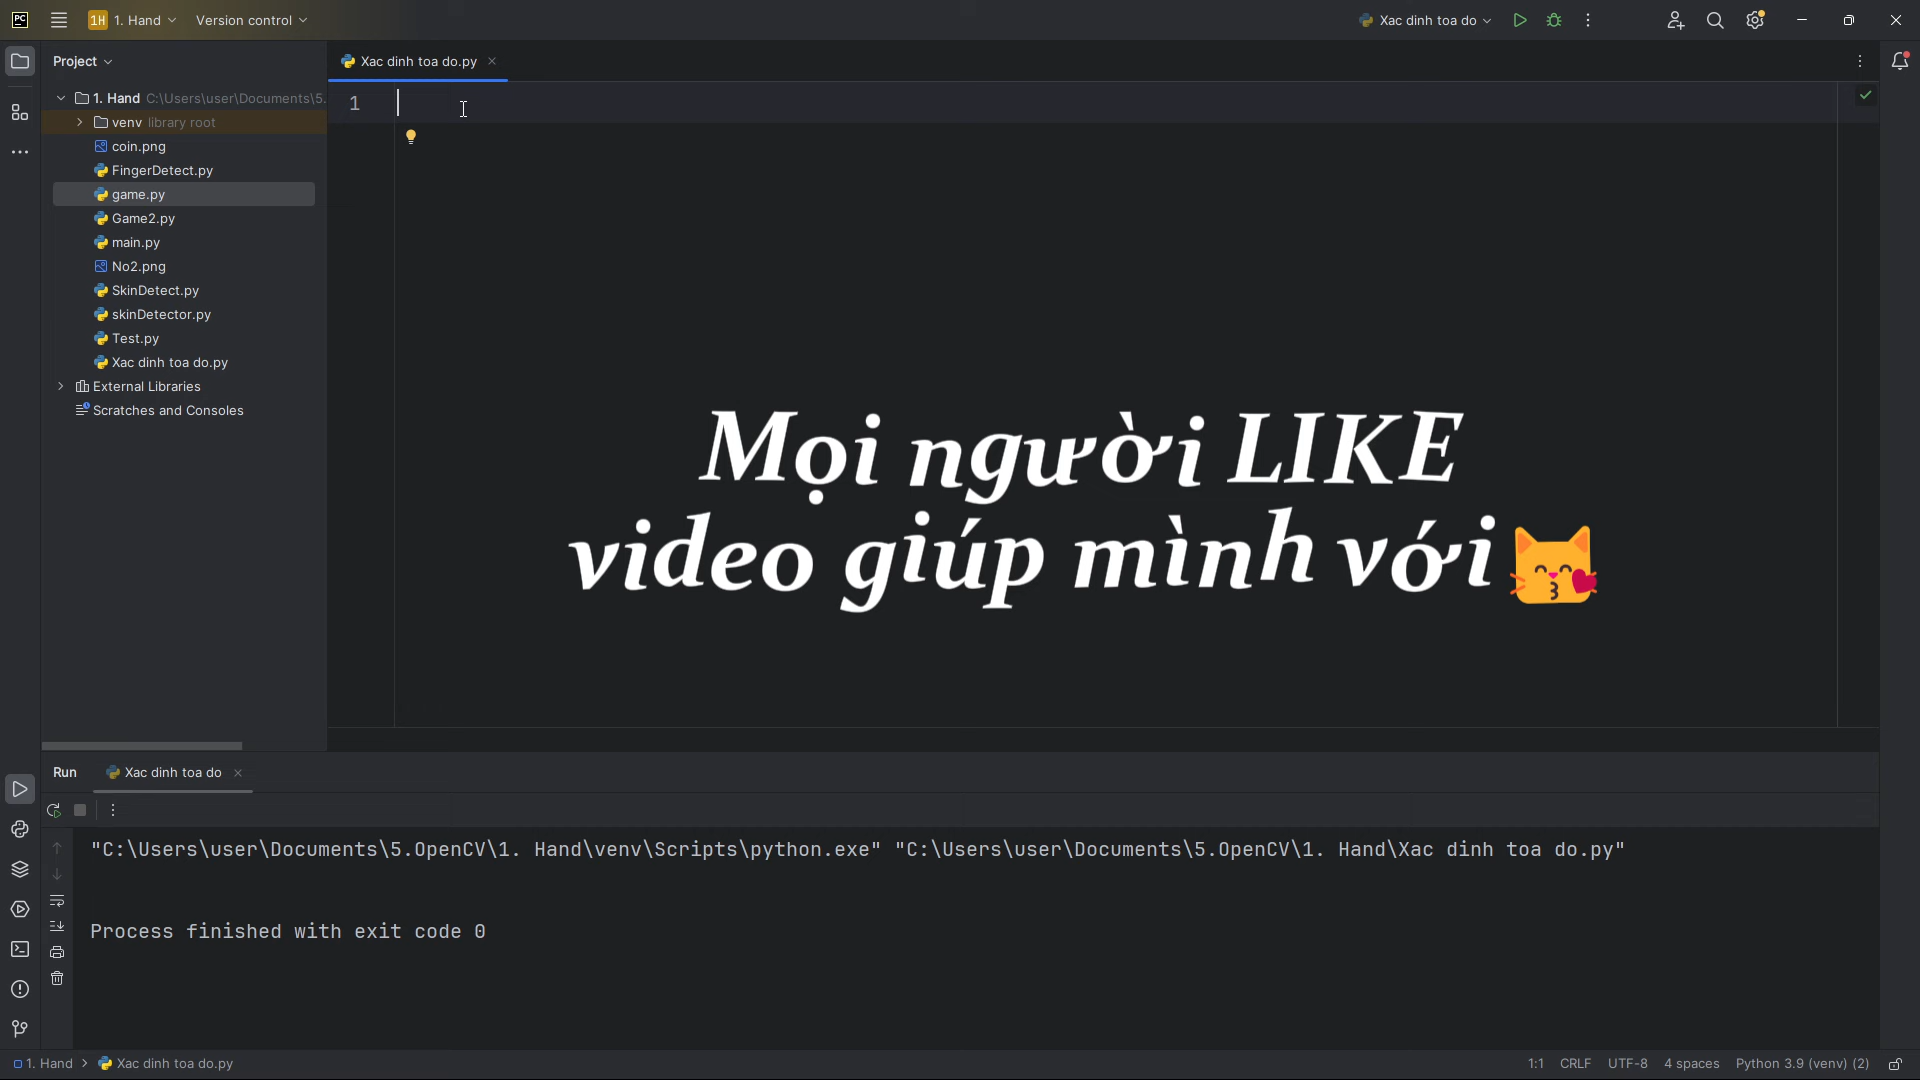 PC
1H 1. Hand
Version control
Xac dinh toa do
Project
Xac dinh toa do.py
1. Hand C:\Users\user\Documents\5.
1
venv library root
coin.png
FingerDetect.py
game.py
Game2.py
main.py
No2.png
SkinDetect.py
skinDetector.py
Test.py
Xac dinh toa do.py
External Libraries
Scratches and Consoles
Mọi người LIKE
video giúp mình với
Run
Xac dinh toa do
"C:\Users\user\Documents\5.OpenCV\1. Hand\venv\Scripts\python.exe" "C:\Users\user\Documents\5.OpenCV\1. Hand\Xac dinh toa do.py"
Process finished with exit code 0
1. Hand > Xac dinh toa do.py
1:1 CRLF UTF-8 4 spaces Python 3.9 (venv) (2)